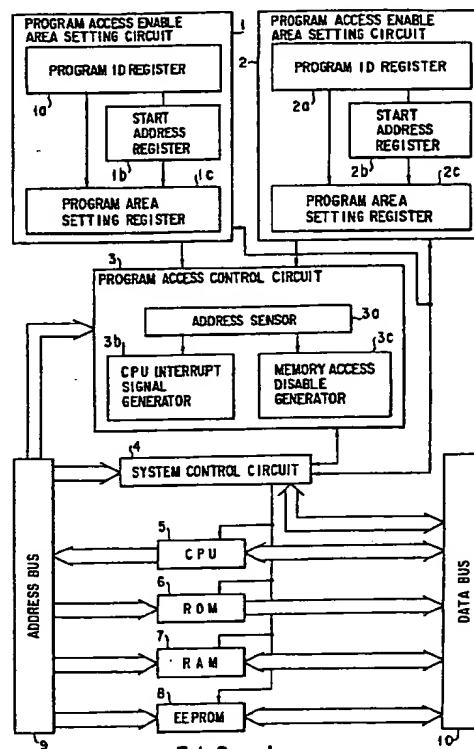 PROGRAM ACCESS ENABLE
AREA SETTING CIRCUIT
1
PROGRAM ID REGISTER
1a
START
ADDRESS
REGISTER
1b
1c
PROGRAM AREA
SETTING REGISTER
PROGRAM ACCESS ENABLE
AREA SETTING CIRCUIT
2
PROGRAM ID REGISTER
2a
START
ADDRESS
REGISTER
2b
2c
PROGRAM AREA
SETTING REGISTER
3
PROGRAM ACCESS CONTROL CIRCUIT
ADDRESS SENSOR
3a
3b
CPU INTERRUPT
SIGNAL
GENERATOR
3c
MEMORY ACCESS
DISABLE
GENERATOR
4
SYSTEM CONTROL CIRCUIT
5
CPU
6
ROM
7
RAM
8
EEPROM
ADDRESS BUS
9
DATA BUS
10